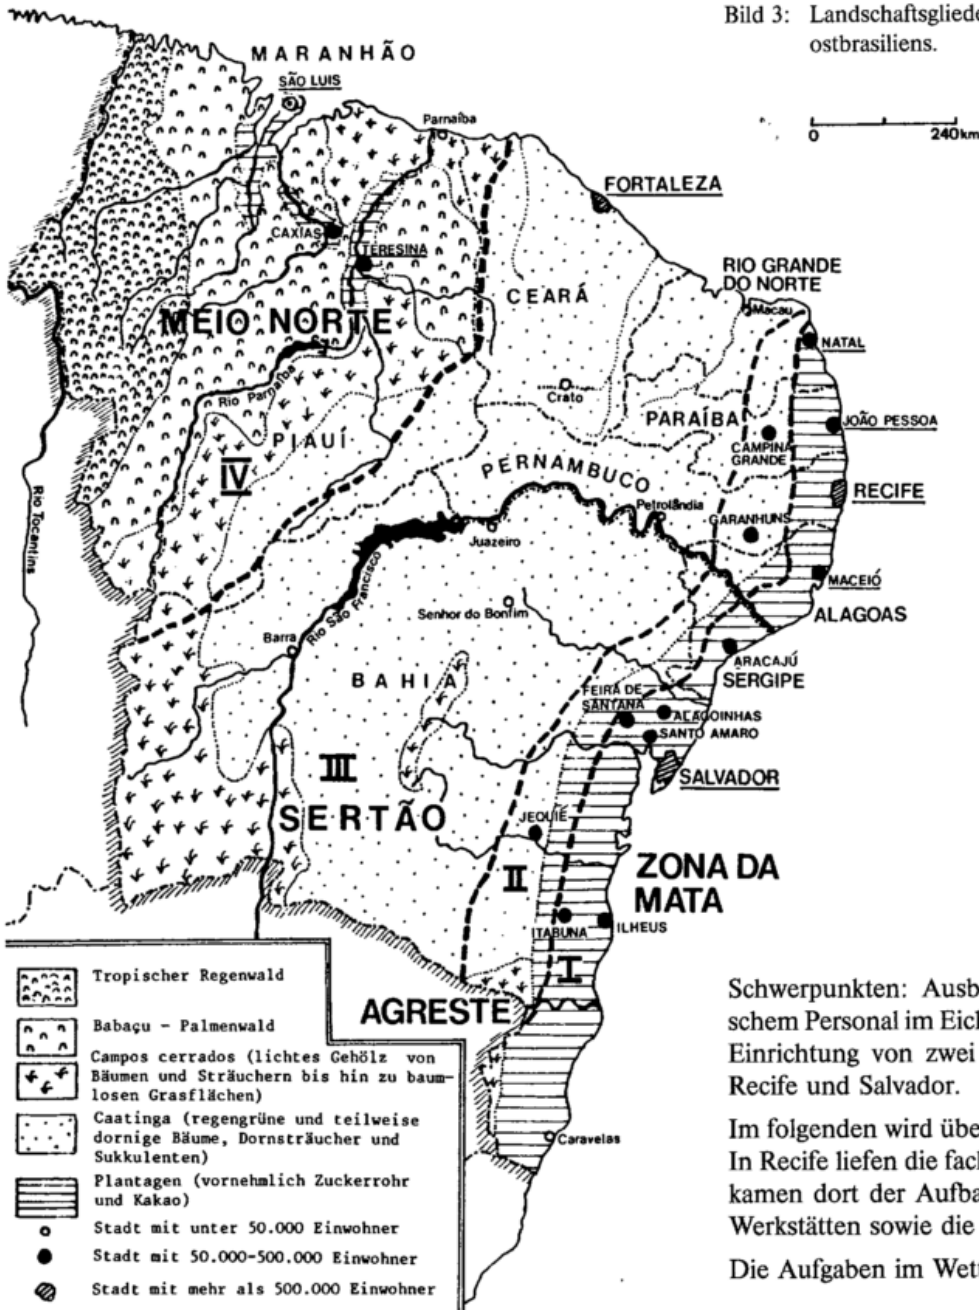 Bild 3: Landschaftsgliede
ostbrasiliens.
0 240km
MARANHÃO
SÃO LUIS
Parnaíba
FORTALEZA
CAXIAS
TERESINA
CEARÁ
RIO GRANDE
DO NORTE
Macau
NATAL
MEIO NORTE
Rio Parnaíba
Crato
PARAÍBA
JOÃO PESSOA
CAMPINA
GRANDE
PIAUÍ
IV
PERNAMBUCO
RECIFE
Rio Tocantins
Petrolândia
GARANHUNS
Juazeiro
MACEIÓ
Rio São Francisco
Senhor do Bonfim
ALAGOAS
Barra
ARACAJÚ
SERGIPE
BAHIA
FEIRA DE
SANTANA
ALAGOINHAS
SANTO AMARO
SALVADOR
III
SERTÃO
JEQUIÉ
ZONA DA
MATA
II
ITABUNA
ILHEUS
I
AGRESTE
Caravelas
Tropischer Regenwald
Babaçu - Palmenwald
Campos cerrados (lichtes Gehölz von
Bäumen und Sträuchern bis hin zu baum-
losen Grasflächen)
Caatinga (regengrüne und teilweise
dornige Bäume, Dornsträucher und
Sukkulenten)
Plantagen (vornehmlich Zuckerrohr
und Kakao)
Stadt mit unter 50.000 Einwohner
Stadt mit 50.000-500.000 Einwohner
Stadt mit mehr als 500.000 Einwohner
Schwerpunkten: Ausb
schem Personal im Eich
Einrichtung von zwei
Recife und Salvador.
Im folgenden wird übe
In Recife liefen die fac
kamen dort der Aufba
Werkstätten sowie die
Die Aufgaben im Wet